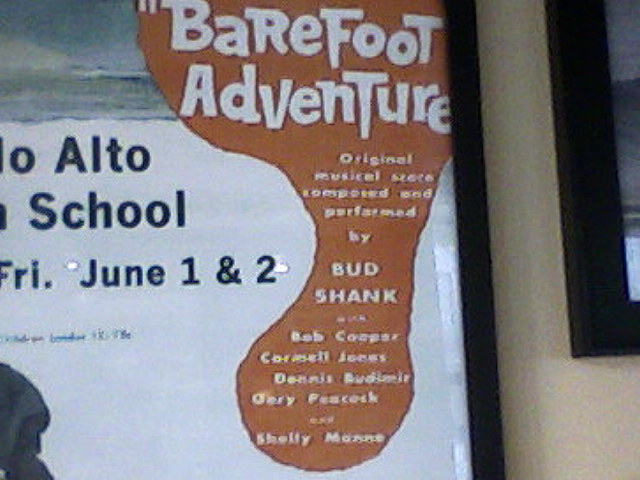 "BAREFOOT
ADVENTURE
Original
musical score
composed and
performed
by
BUD
SHANK
with
Bob Cooper
Carmell Jones
Dennis Budimir
Gary Peacock
and
Shelly Manne
lo Alto
School
Fri. June 1 & 2